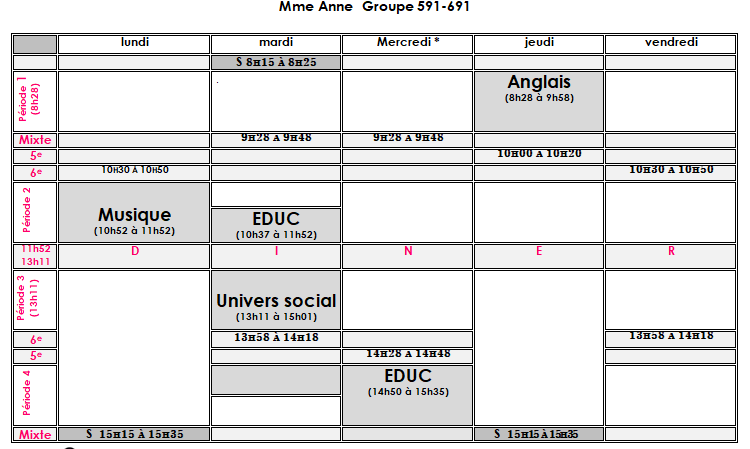 Mme Anne Groupe 591-691
lundi mardi Mercredi * jeudi vendredi
S 8H15 À 8H25
Période 1
(8h28)
Anglais
(8h28 à 9h58)
Mixte 9H28 À 9H48 9H28 À 9H48
5e 10H00 À 10H20
6e 10H30 À 10H50 10H30 À 10H50
Période 2
Musique
(10h52 à 11h52)
EDUC
(10h37 à 11h52)
11h52
13h11
D I N E R
Période 3
(13h11)
Univers social
(13h11 à 15h01)
6e 13H58 À 14H18 13H58 À 14H18
5e 14H28 À 14H48
Période 4
EDUC
(14h50 à 15h35)
Mixte S 15H15 À 15H35 S 15H15 À 15H35